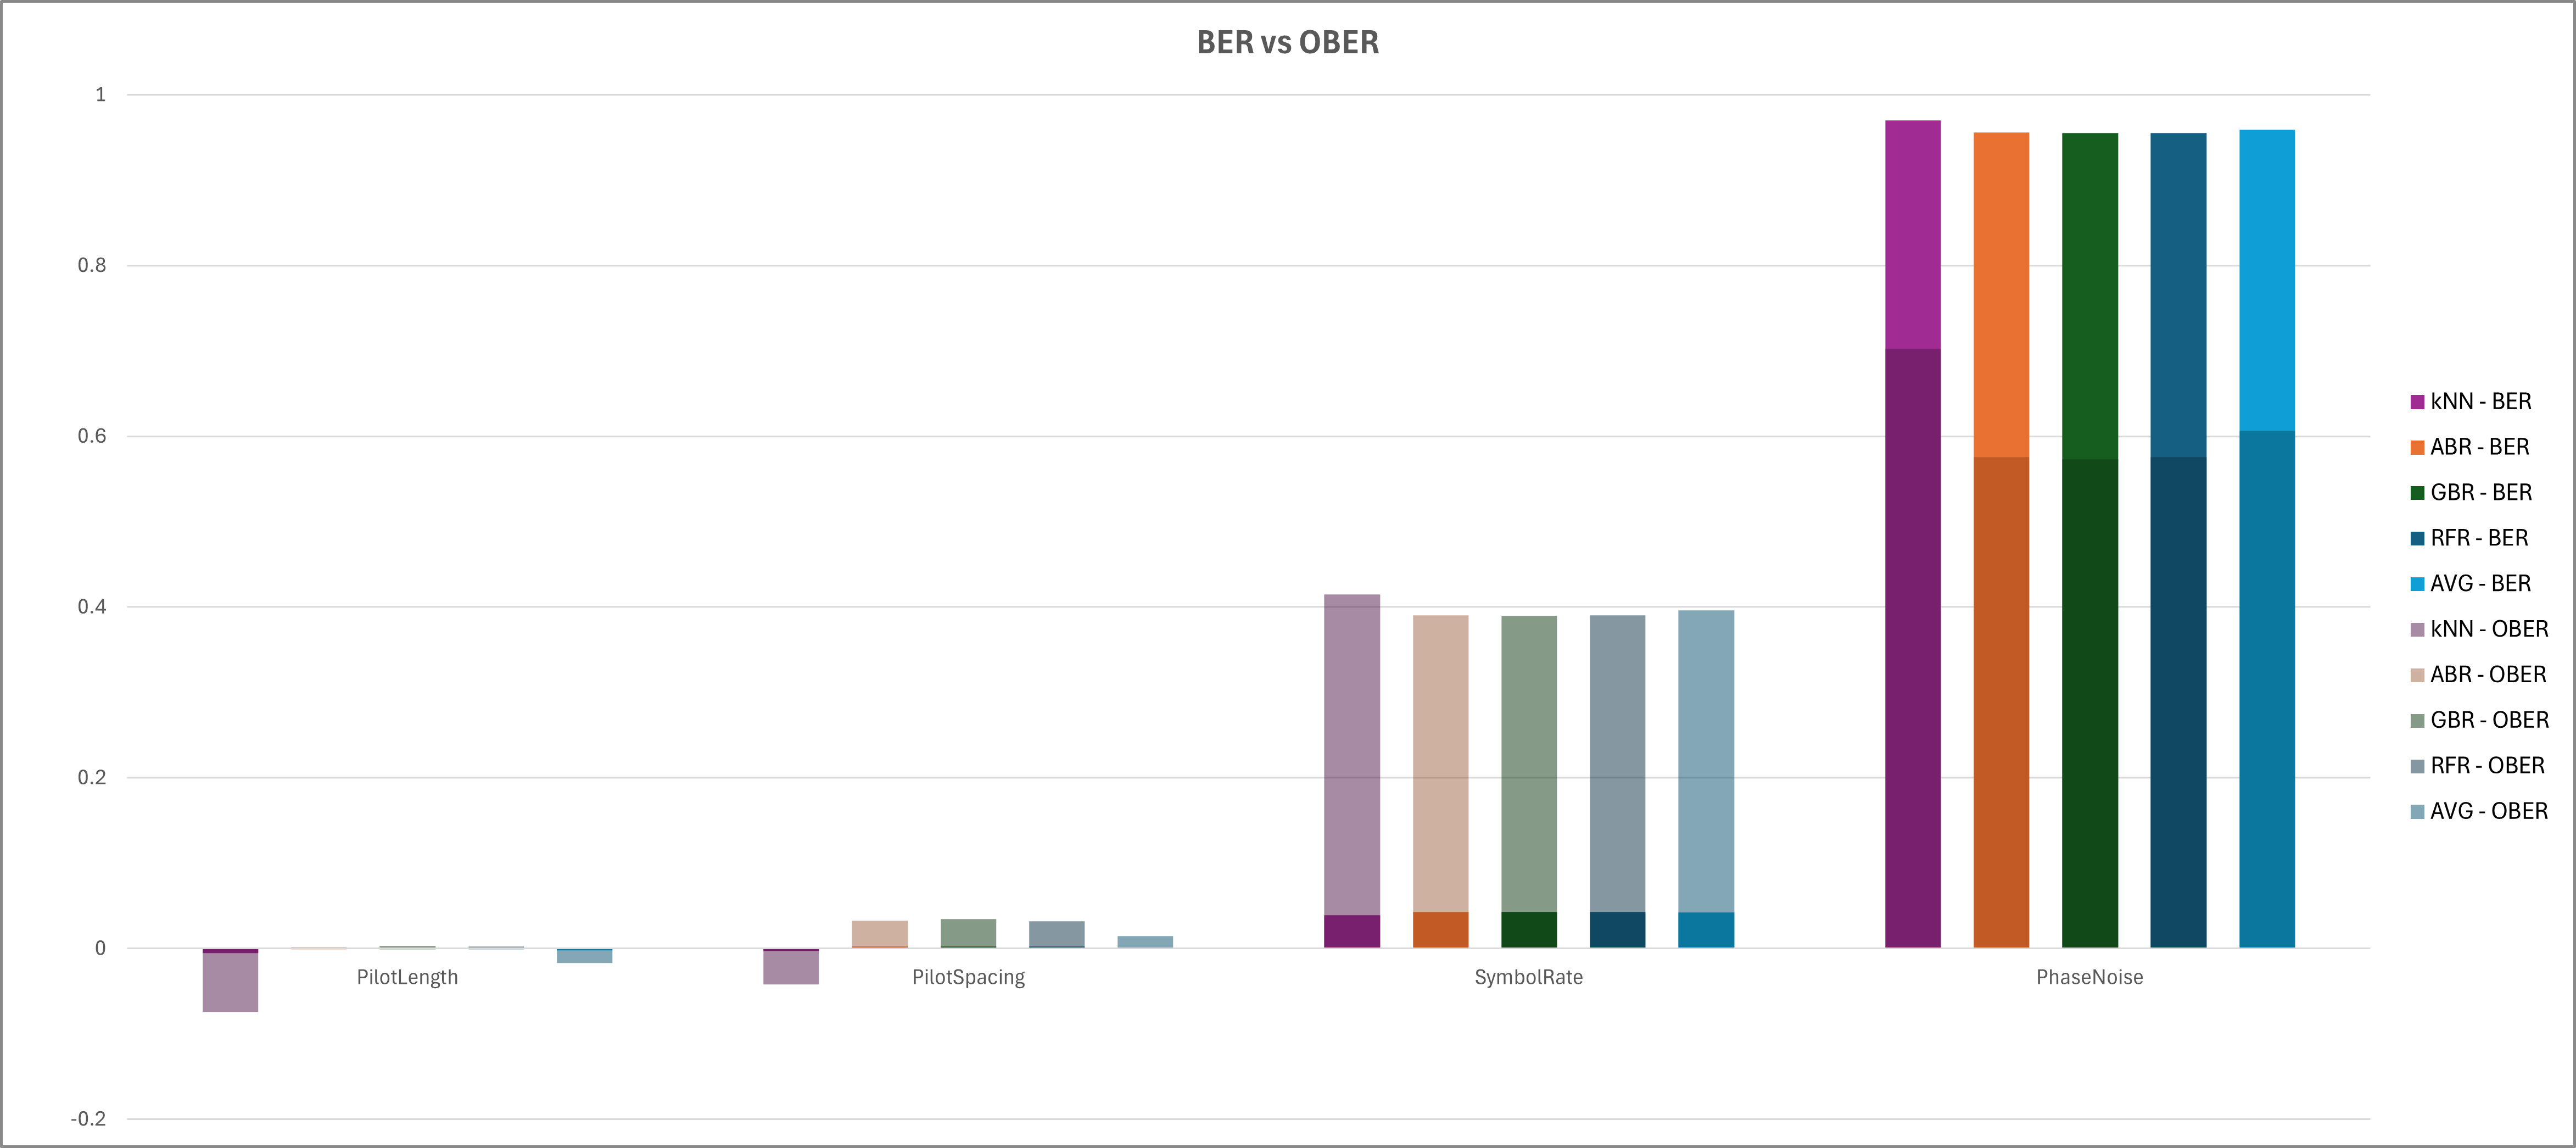 BER vs OBER
1
0.8
0.6
0.4
0.2
0
-0.2
PilotLength
PilotSpacing
SymbolRate
PhaseNoise
kNN - BER
ABR - BER
GBR - BER
RFR - BER
AVG - BER
kNN - OBER
ABR - OBER
GBR - OBER
RFR - OBER
AVG - OBER